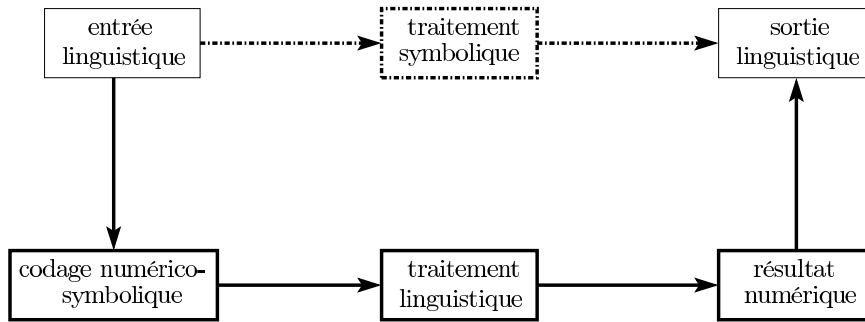 entrée
linguistique
traitement
symbolique
sortie
linguistique
codage numérico-
symbolique
traitement
linguistique
résultat
numérique